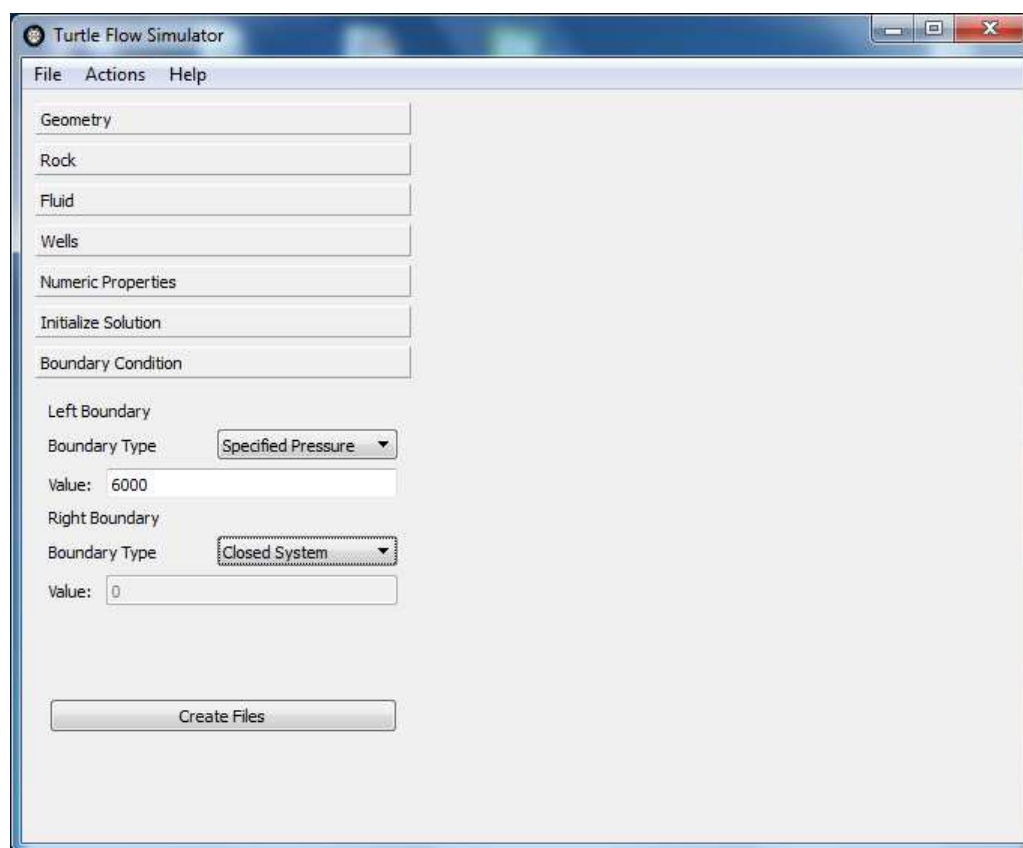 Turtle Flow Simulator
File Actions Help
Geometry
Rock
Fluid
Wells
Numeric Properties
Initialize Solution
Boundary Condition
Left Boundary
Boundary Type Specified Pressure
Value: 6000
Right Boundary
Boundary Type Closed System
Value: 0
Create Files